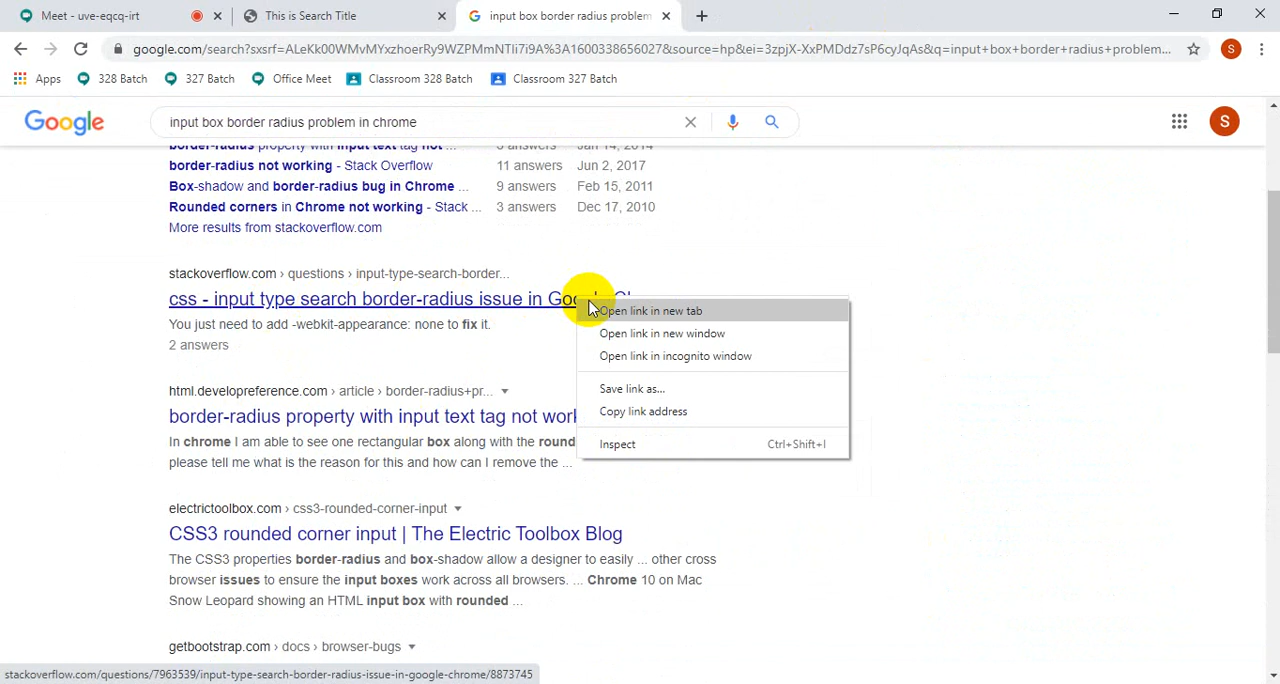 Meet - uve-eqcq-irt
This is Search Title
input box border radius problem
google.com/search?sxsrf=ALeKk00WMvMYxzhoerRy9WZPMmNTIi7i9A%3A1600338656027&source=hp&ei=3zpjX-XxPMDdz7sP6cyJqAs&q=input+box+border+radius+problem...
S
Apps
328 Batch
327 Batch
Office Meet
Classroom 328 Batch
Classroom 327 Batch
Google
input box border radius problem in chrome
S
border-radius property with input text tag not ... 5 answers Jan 14, 2014
border-radius not working - Stack Overflow 11 answers Jun 2, 2017
Box-shadow and border-radius bug in Chrome ... 9 answers Feb 15, 2011
Rounded corners in Chrome not working - Stack ... 3 answers Dec 17, 2010
More results from stackoverflow.com
stackoverflow.com › questions › input-type-search-border...
css - input type search border-radius issue in
You just need to add -webkit-appearance: none to fix it.
2 answers
Open link in new tab
Open link in new window
Open link in incognito window
Save link as...
Copy link address
Inspect Ctrl+Shift+I
html.developreference.com › article › border-radius+pr...
border-radius property with input text tag not
In chrome I am able to see one rectangular box along with the
please tell me what is the reason for this and how can I remove the ...
electrictoolbox.com › css3-rounded-corner-input
CSS3 rounded corner input | The Electric Toolbox Blog
The CSS3 properties border-radius and box-shadow allow a designer to easily ... other cross
browser issues to ensure the input boxes work across all browsers. ... Chrome 10 on Mac
Snow Leopard showing an HTML input box with rounded ...
getbootstrap.com › docs › browser-bugs
stackoverflow.com/questions/7963539/input-type-search-border-radius-issue-in-google-chrome/8873745